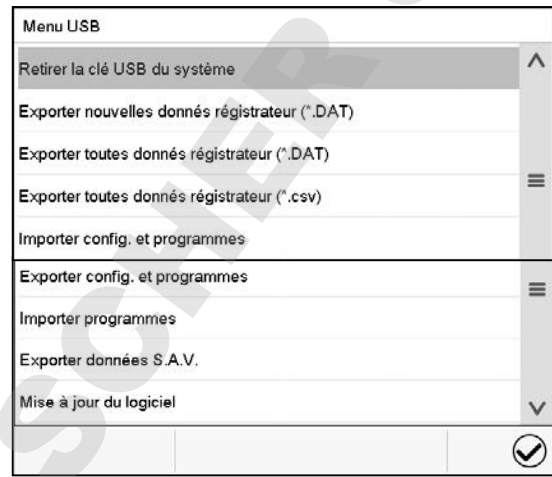 Menu USB
Retirer la clé USB du système
Exporter nouvelles donnés régistrateur (*.DAT)
Exporter toutes donnés régistrateur (*.DAT)
Exporter toutes donnés régistrateur (*.csv)
Importer config. et programmes
Exporter config. et programmes
Importer programmes
Exporter données S.A.V.
Mise à jour du logiciel
SCHER